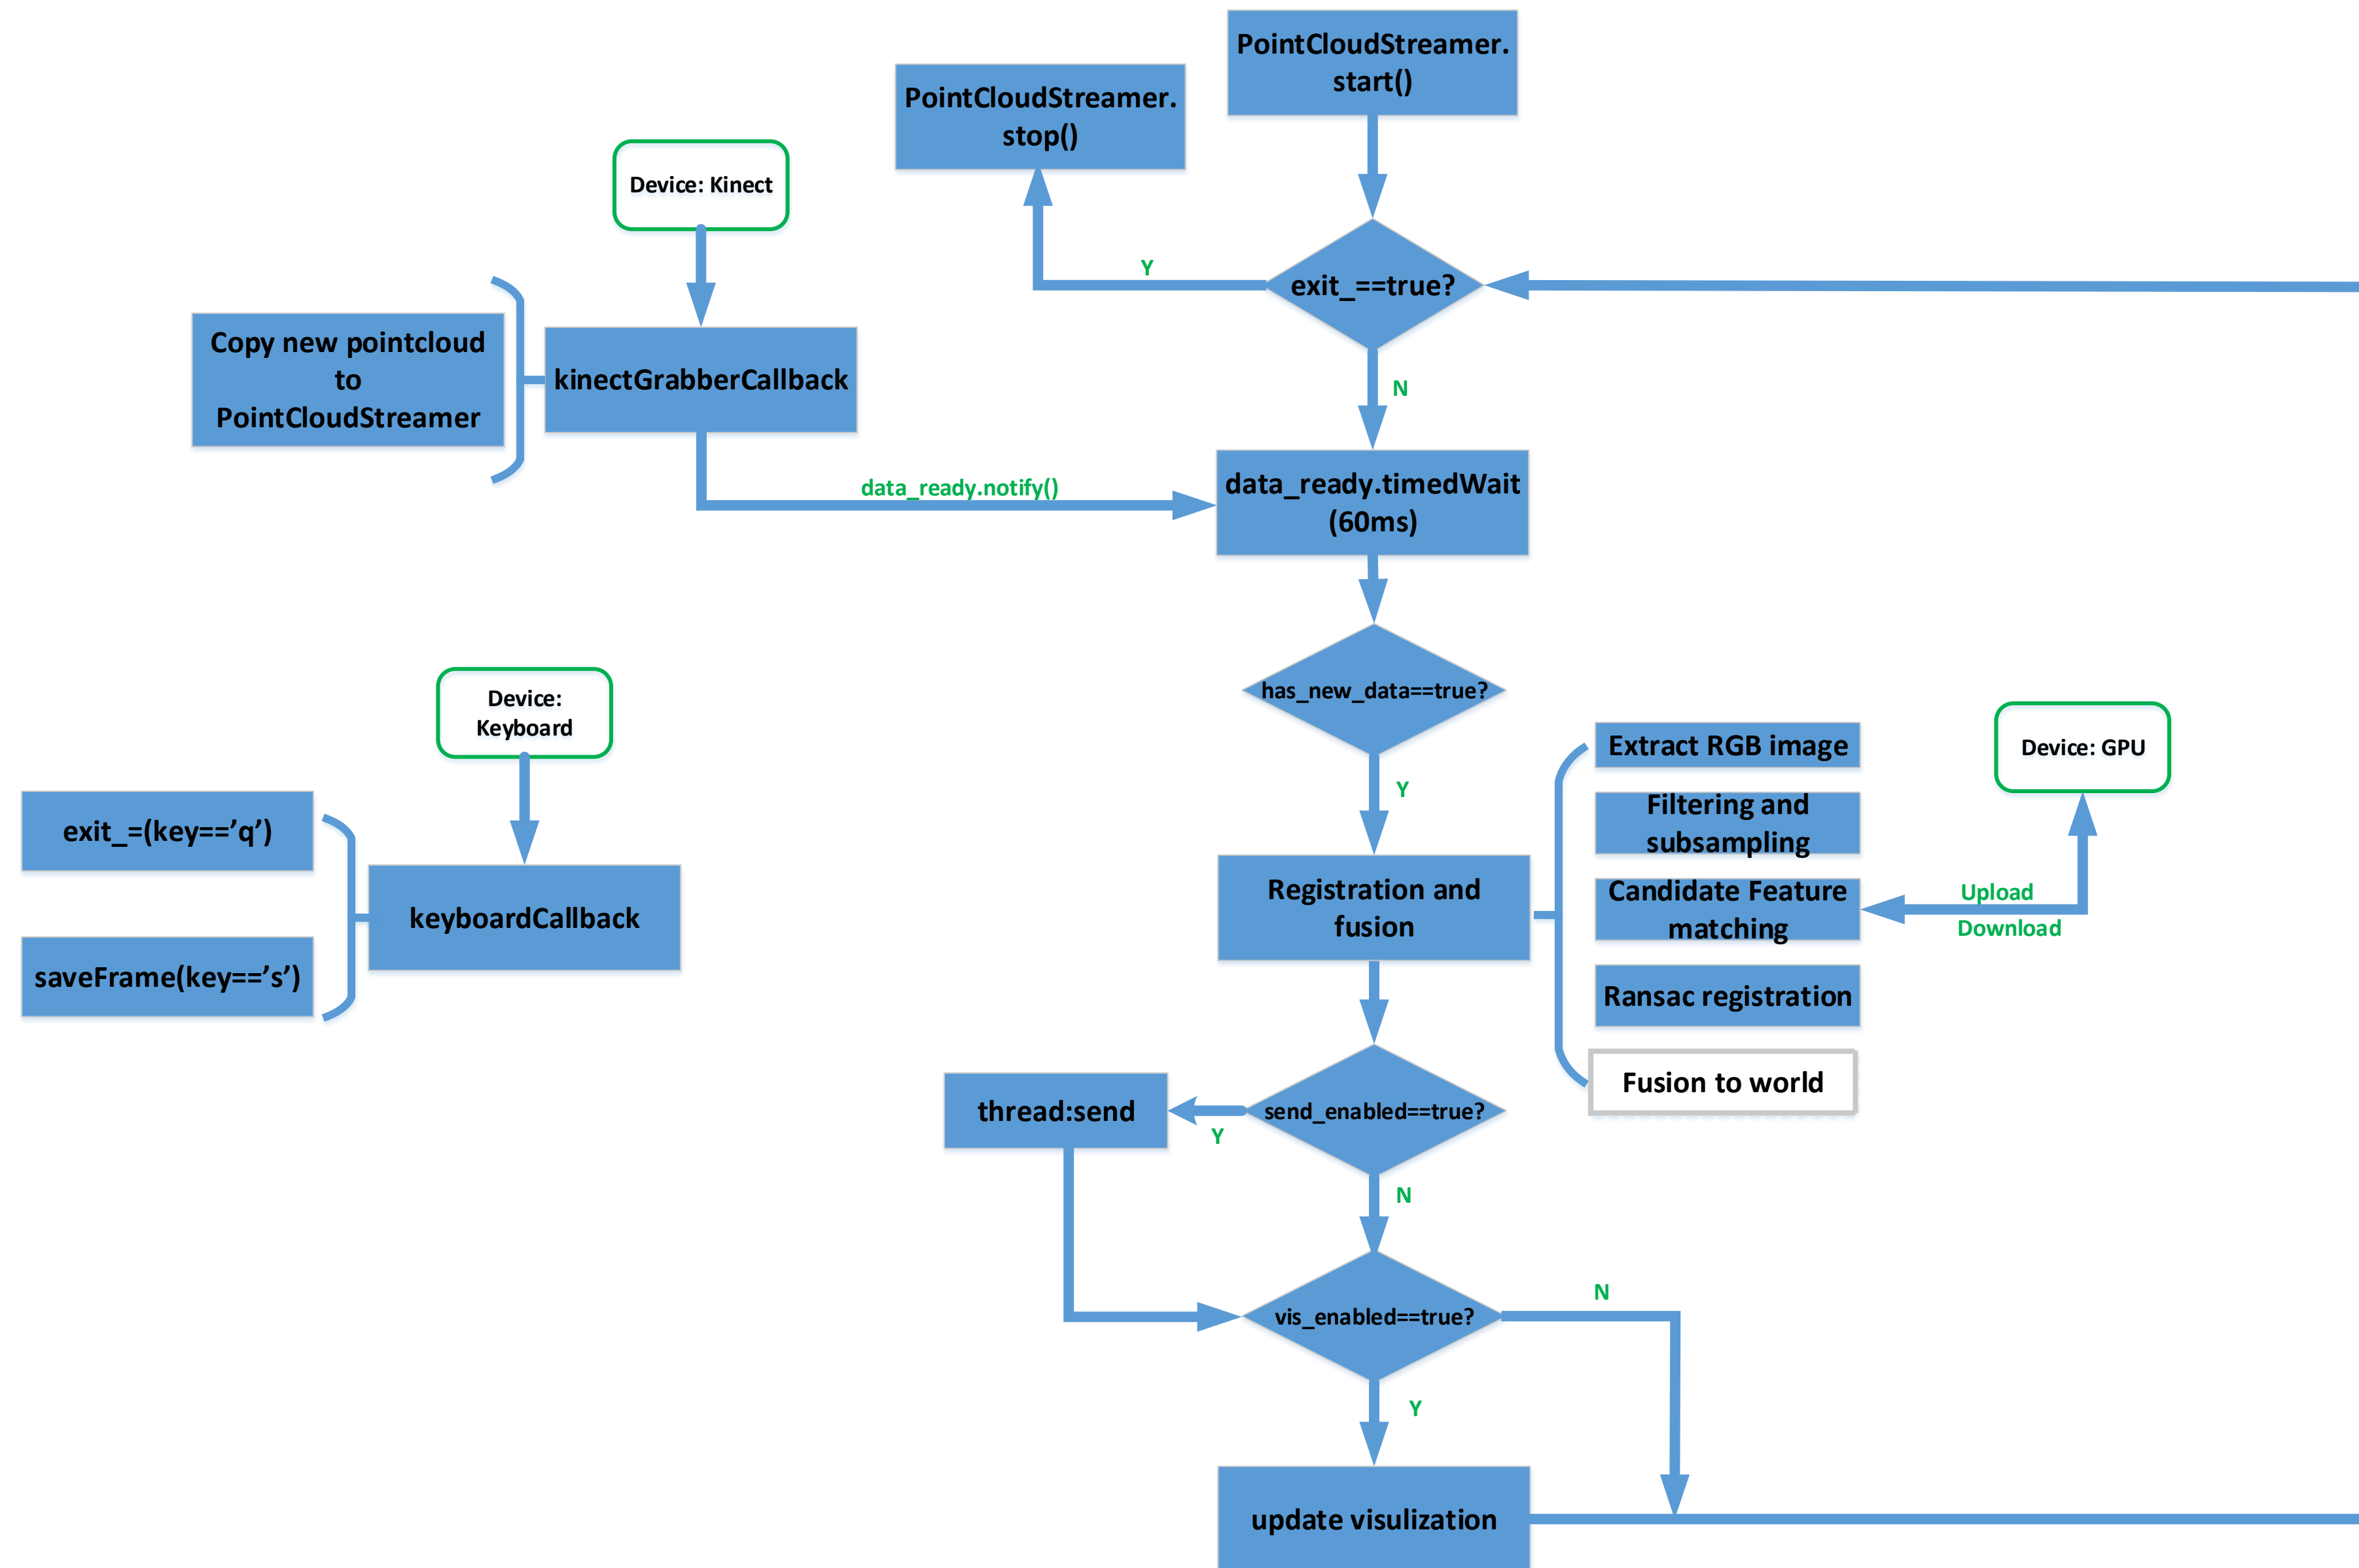 PointCloudStreamer.
start()
PointCloudStreamer.
stop()
Device: Kinect
exit_==true?
Y
N
Copy new pointcloud
to
PointCloudStreamer
kinectGrabberCallback
data_ready.notify()
data_ready.timedWait
(60ms)
has_new_data==true?
Y
Device:
Keyboard
exit_=(key==’q’)
saveFrame(key==’s’)
keyboardCallback
Registration and
fusion
Extract RGB image
Filtering and
subsampling
Candidate Feature
matching
Ransac registration
Fusion to world
Device: GPU
Upload
Download
send_enabled==true?
Y
thread:send
N
vis_enabled==true?
N
Y
update visulization